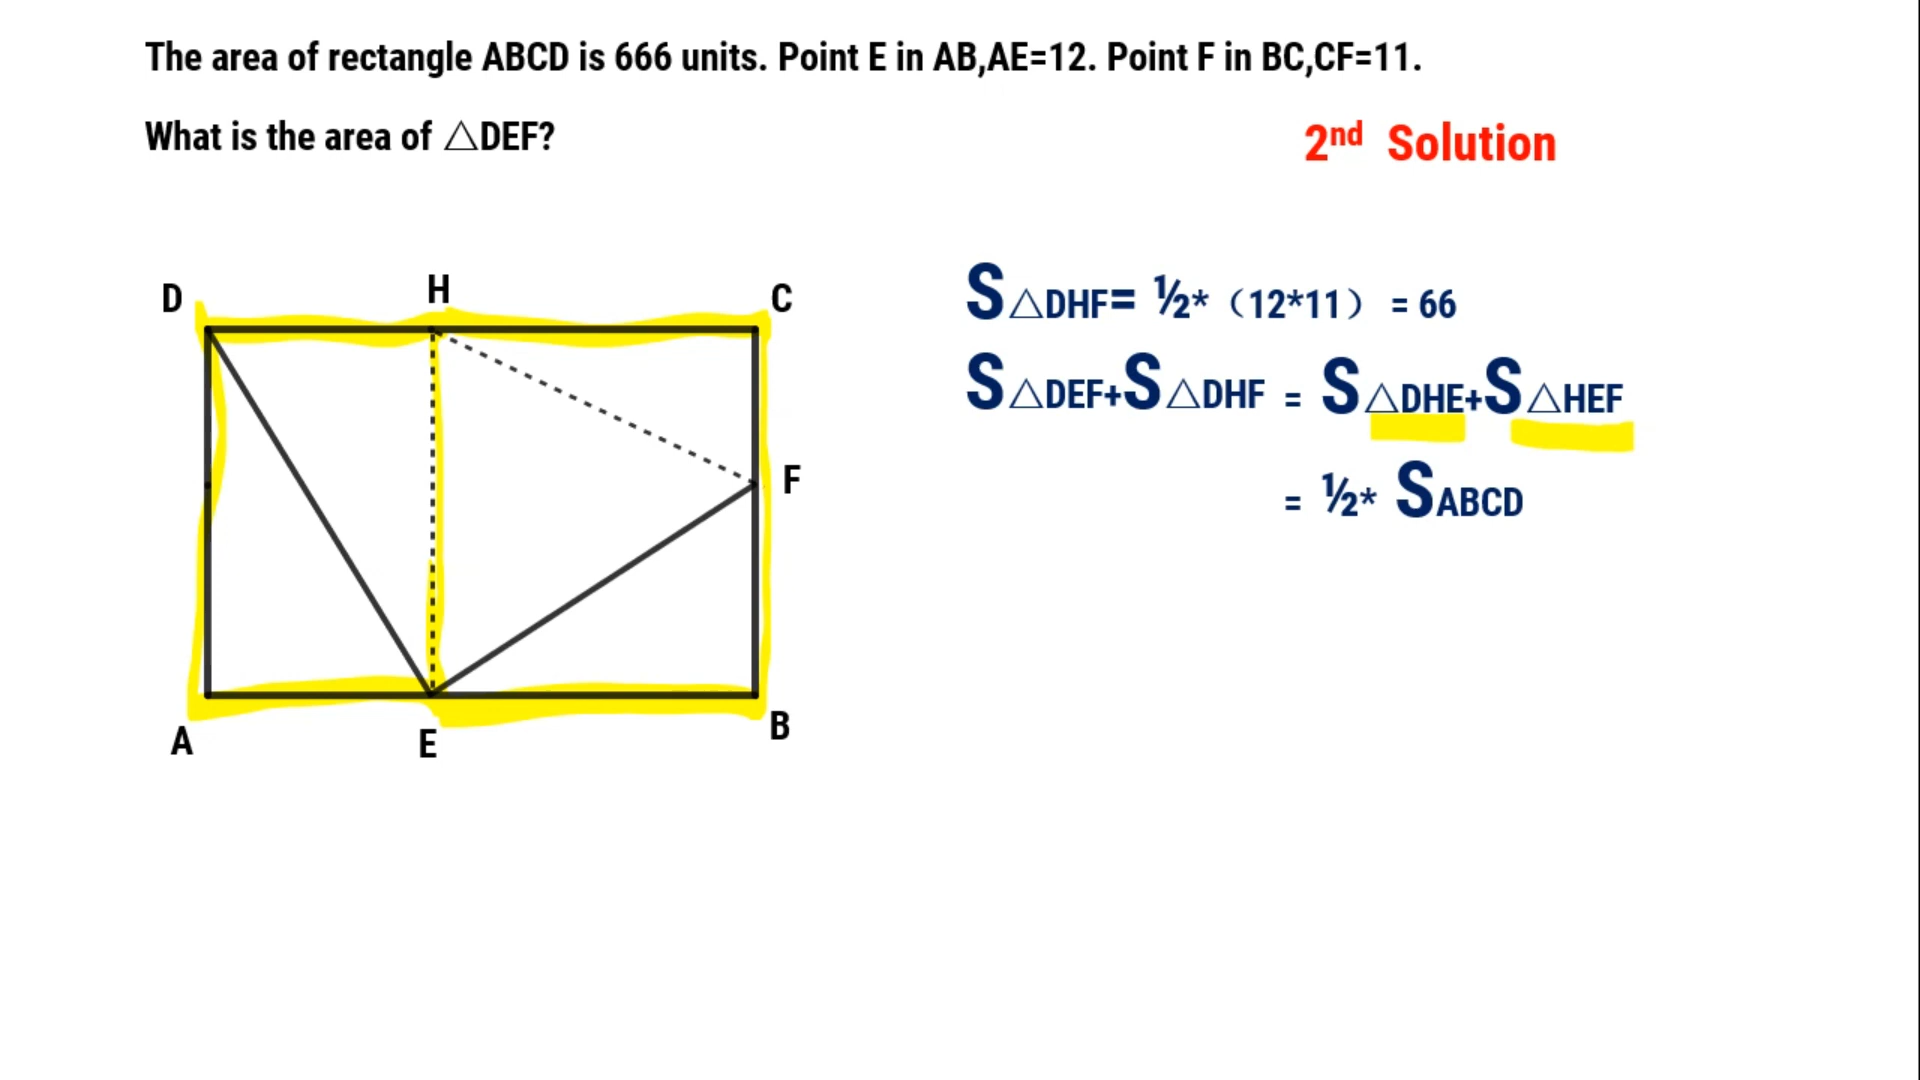 The area of rectangle ABCD is 666 units. Point E in AB,AE=12. Point F in BC,CF=11.
What is the area of △DEF?
2nd Solution
D
H
C
F
A
E
B
S△DHF= ½*（12*11） = 66
S△DEF+S△DHF = S△DHE+S△HEF
= ½* SABCD